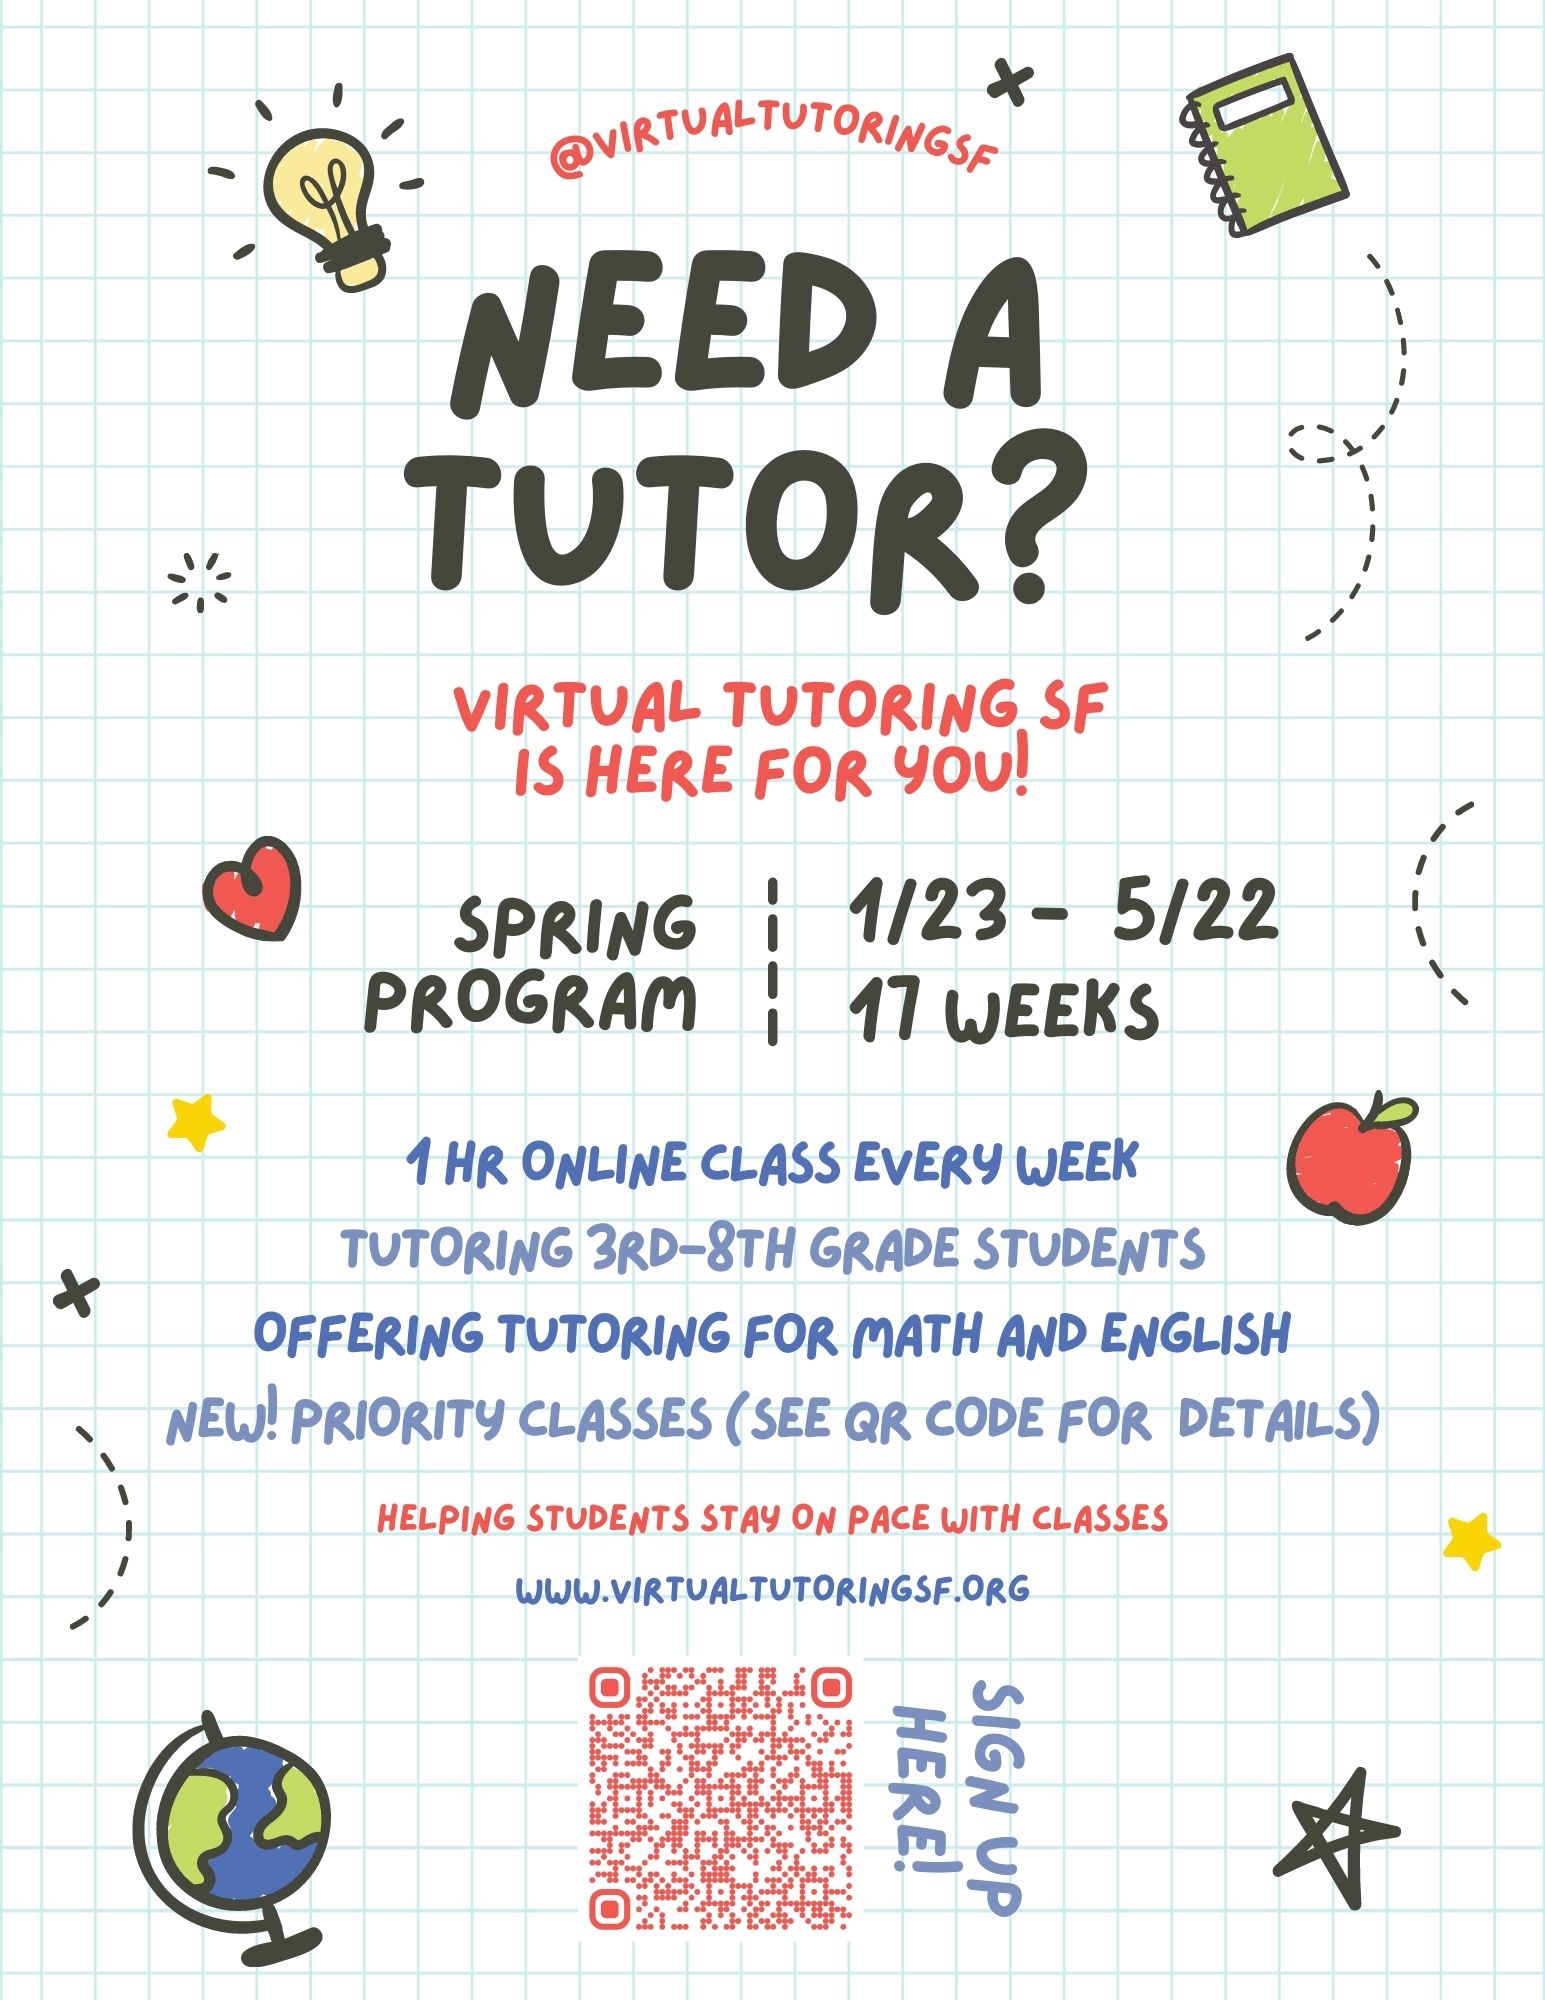 @VIRTUALTUTORINGSF
NEED A
TUTOR?
VIRTUAL TUTORING SF
IS HERE FOR YOU!
SPRING
PROGRAM
1/23 - 5/22
17 WEEKS
1 HR ONLINE CLASS EVERY WEEK
TUTORING 3RD-8TH GRADE STUDENTS
OFFERING TUTORING FOR MATH AND ENGLISH
NEW! PRIORITY CLASSES (SEE QR CODE FOR DETAILS)
HELPING STUDENTS STAY ON PACE WITH CLASSES
WWW.VIRTUALTUTORINGSF.ORG
SIGN UP
HERE!